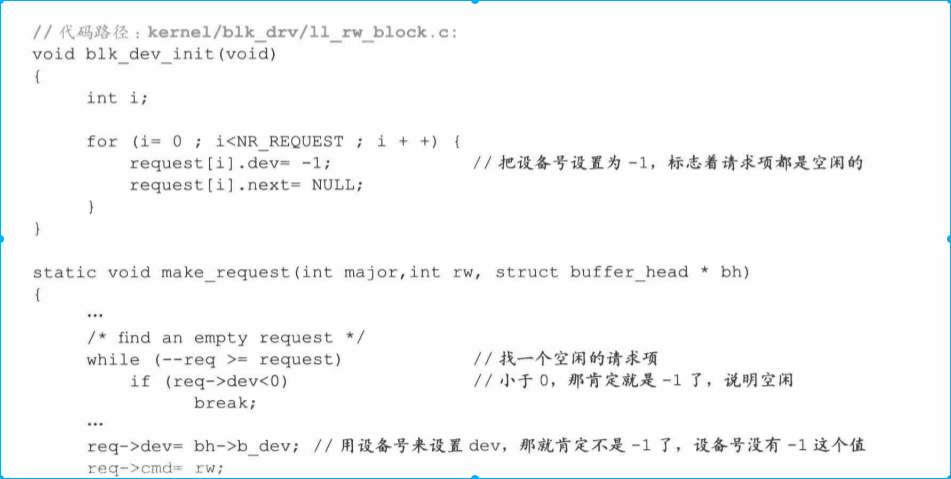 // 代码路径：kernel/blk_drv/ll_rw_block.c:
void blk_dev_init(void)
{
int i;
for (i= 0 ; i<NR_REQUEST ; i + +) {
request[i].dev= -1; // 把设备号设置为 -1，标志着请求项都是空闲的
request[i].next= NULL;
}
}
static void make_request(int major,int rw, struct buffer_head * bh)
{
…
/* find an empty request */
while (--req >= request) // 找一个空闲的请求项
if (req->dev<0) // 小于 0，那肯定就是 -1 了，说明空闲
break;
…
req->dev= bh->b_dev; // 用设备号来设置 dev，那就肯定不是 -1 了，设备号没有 -1 这个值
req->cmd= rw;